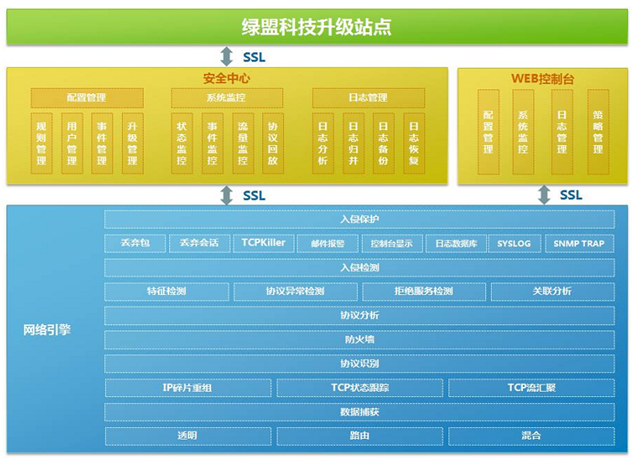 绿盟科技升级站点
SSL
安全中心
配置管理
规则管理
用户管理
事件管理
升级管理
系统监控
状态监控
事件监控
流量监控
协议回放
日志管理
日志分析
日志归并
日志备份
日志恢复
WEB控制台
配置管理
系统监控
日志管理
策略管理
SSL
SSL
网络引擎
入侵保护
丢弃包 丢弃会话 TCPKiller 邮件报警 控制台显示 日志数据库 SYSLOG SNMP TRAP
入侵检测
特征检测 协议异常检测 拒绝服务检测 关联分析
协议分析
防火墙
协议识别
IP碎片重组 TCP状态跟踪 TCP流汇聚
数据捕获
透明 路由 混合